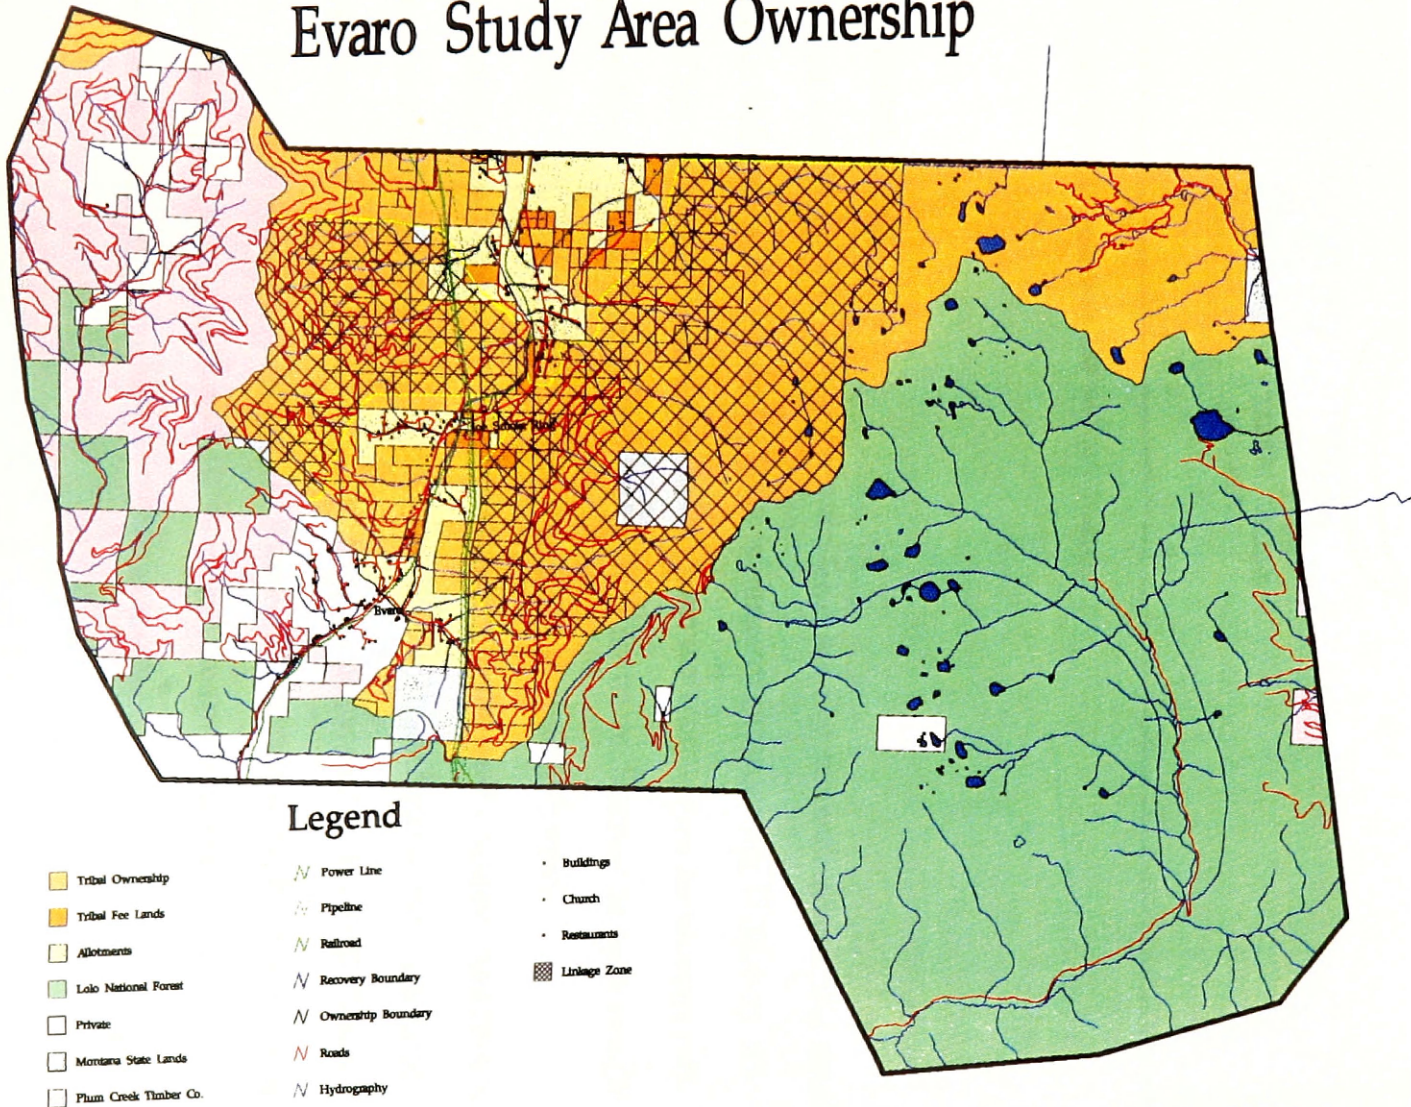 Evaro Study Area Ownership
Evaro
Legend
Tribal Ownership
Tribal Fee Lands
Allotments
Lolo National Forest
Private
Montana State Lands
Plum Creek Timber Co.
Power Line
Pipeline
Railroad
Recovery Boundary
Ownership Boundary
Roads
Hydrography
Buildings
Church
Restaurants
Linkage Zone